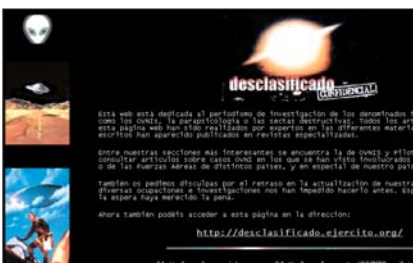 desclasificado
CONFIDENCIAL
Está web está dedicada al periodismo de investigación de los denominados
como los OVNIs, la parapsicología o las sectas destructivas. Todos los
esta página web han sido realizados por expertos en las diferentes
escritos han aparecido publicados en revistas especializadas.
Entre nuestras secciones más interesantes se encuentra la de OVNIs y
consultar artículos sobre casos OVNI en los que se han visto involucrados
o de las Fuerzas Aéreas de distintos países, y en especial de nuestro
También os pedimos disculpas por el retraso en la actualización de
diversas ocupaciones e investigaciones nos han impedido hacerlo antes.
la espera haya merecido la pena.
Ahora también podéis acceder a esta página en la dirección:
http://desclasificado.ejercito.org/